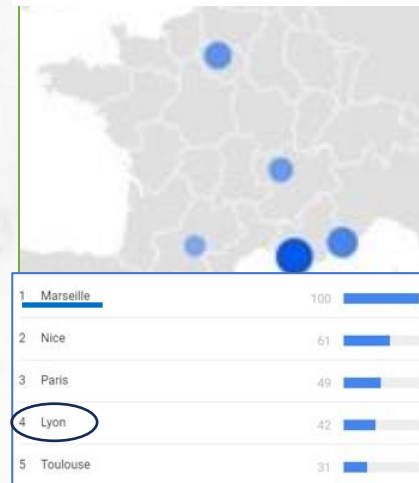 1 Marseille 100
2 Nice 61
3 Paris 49
4 Lyon 42
5 Toulouse 31